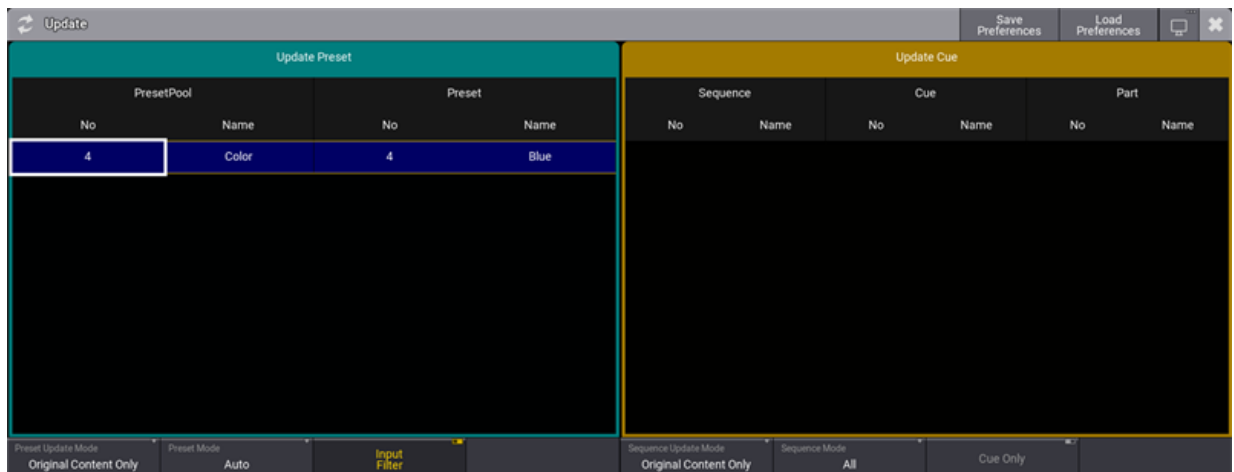 Update
Save
Preferences
Load
Preferences
Update Preset
Update Cue
PresetPool
Preset
Sequence
Cue
Part
No
Name
No
Name
No
Name
No
Name
No
Name
4
Color
4
Blue
Preset Update Mode
Original Content Only
Preset Mode
Auto
Input
Filter
Sequence Update Mode
Original Content Only
Sequence Mode
All
Cue Only